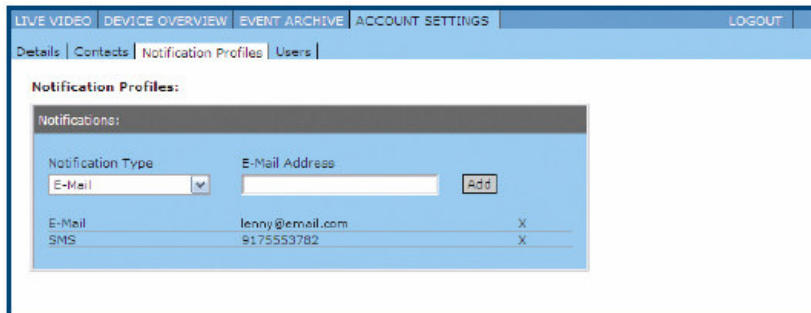 LIVE VIDEO DEVICE OVERVIEW EVENT ARCHIVE ACCOUNT SETTINGS LOGOUT
Details Contacts Notification Profiles Users
Notification Profiles:
Notifications:
Notification Type E-Mail Address
E-Mail Add
E-Mail lenny@email.com X
SMS 9175553782 X